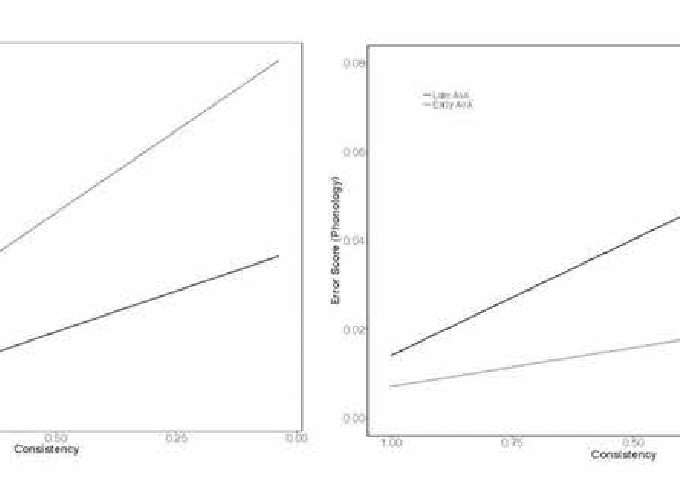 0.50 0.25 0.00
Consistency
Error Score (Phonology)
0.08
0.06
0.04
0.02
0.00
Late AoA
Early AoA
1.00 0.75 0.50
Consistency